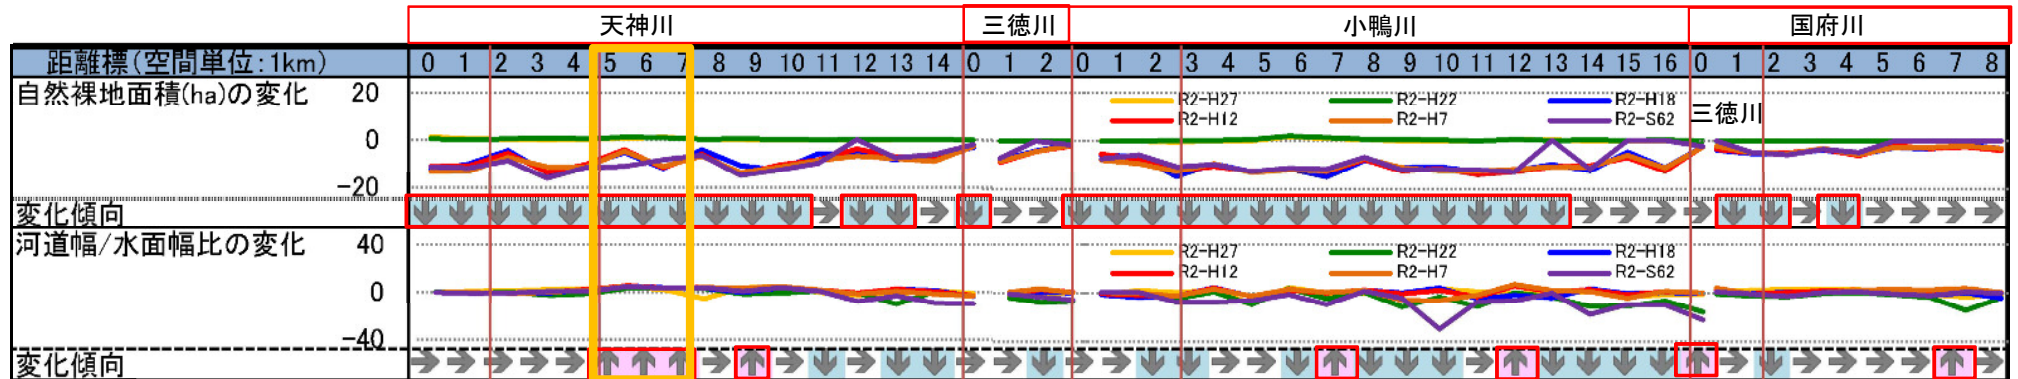 天神川 三徳川 小鴨川 国府川
距離標(空間単位:1km) 0 1 2 3 4 5 6 7 8 9 10 11 12 13 14 0 1 2 0 1 2 3 4 5 6 7 8 9 10 11 12 13 14 15 16 0 1 2 3 4 5 6 7 8
自然裸地面積(ha)の変化 20
R2-H27 R2-H22 R2-H18
三徳川
R2-H12 R2-H7 R2-S62
0
-20
変化傾向 ↓ ↓ ↓ ↓ ↓ ↓ ↓ ↓ ↓ ↓ ↓ → ↓ ↓ → ↓ → → ↓ ↓ ↓ ↓ ↓ ↓ ↓ ↓ ↓ ↓ ↓ ↓ ↓ ↓ → → → → ↓ ↓ → ↓ → → → →
河道幅/水面幅比の変化 40
R2-H27 R2-H22 R2-H18
R2-H12 R2-H7 R2-S62
0
-40
変化傾向 → → → → → ↑ ↑ ↑ → ↑ → ↓ → ↓ ↓ → → ↓ → → ↓ ↓ → → ↓ ↑ ↓ ↓ ↓ → ↑ ↓ ↓ ↓ ↓ ↑ → ↓ → → → → ↑ →